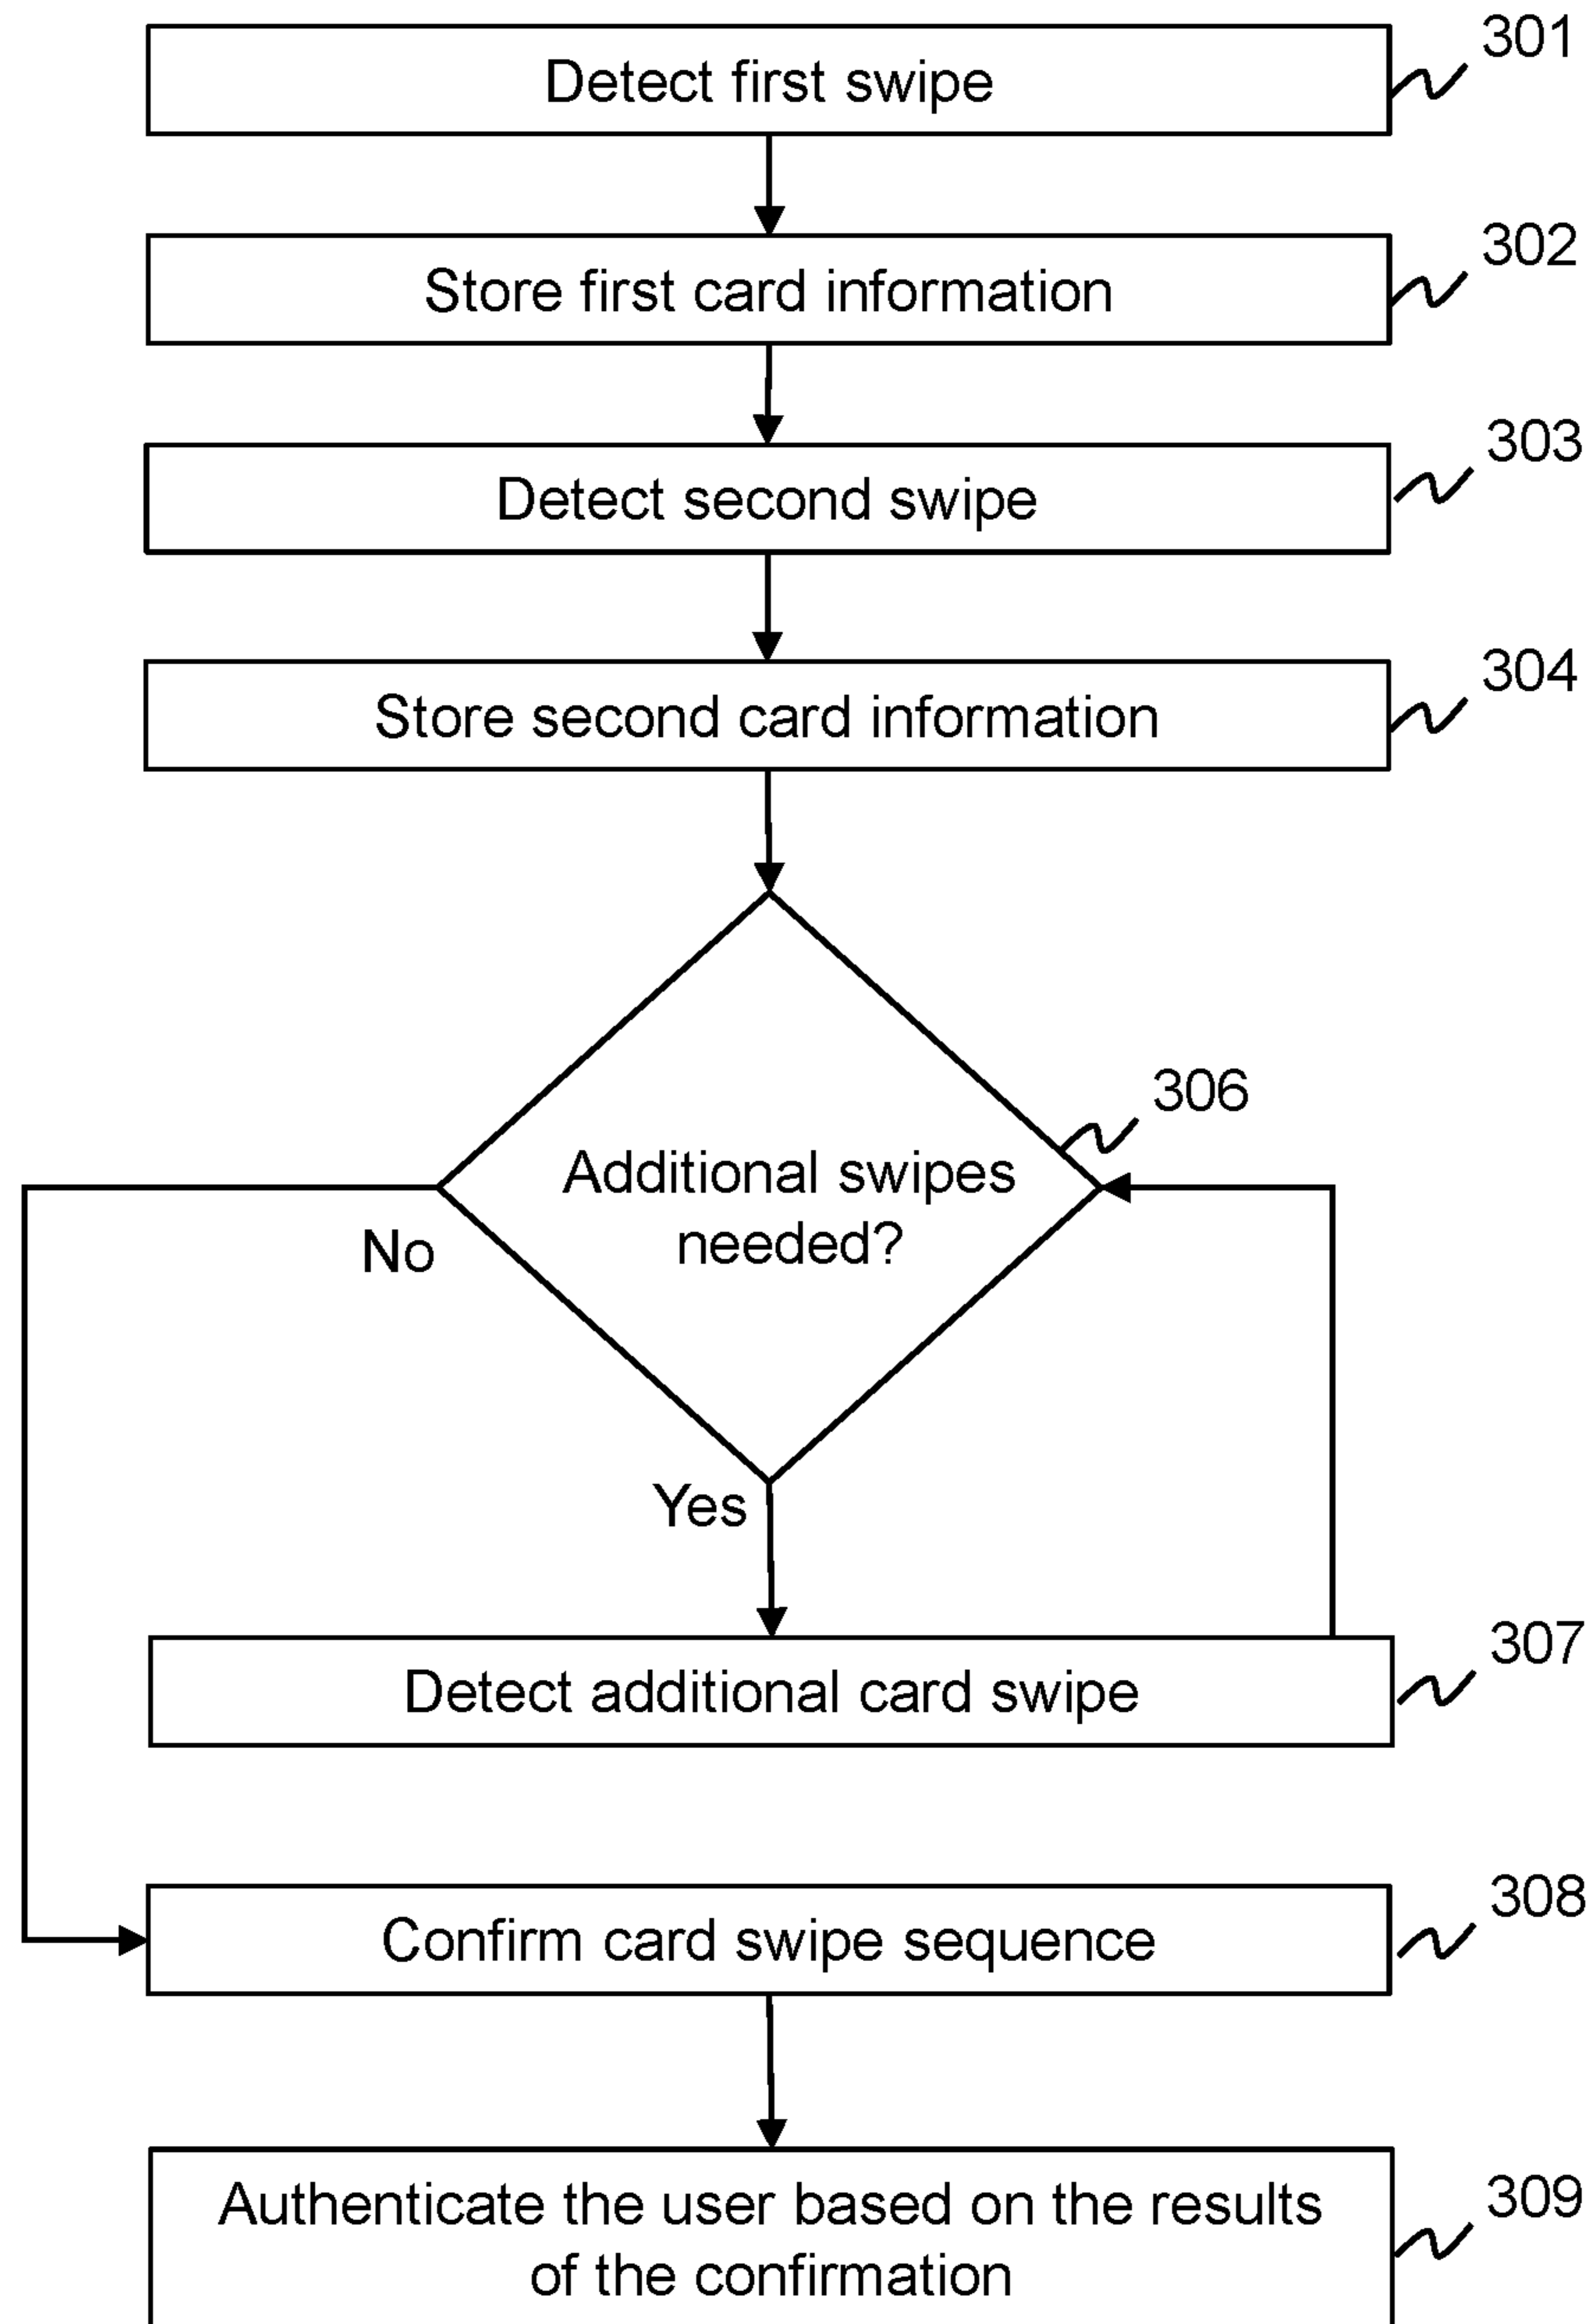 301
Detect first swipe
302
Store first card information
303
Detect second swipe
304
Store second card information
306
Additional swipes
needed?
No
Yes
307
Detect additional card swipe
308
Confirm card swipe sequence
309
Authenticate the user based on the results
of the confirmation